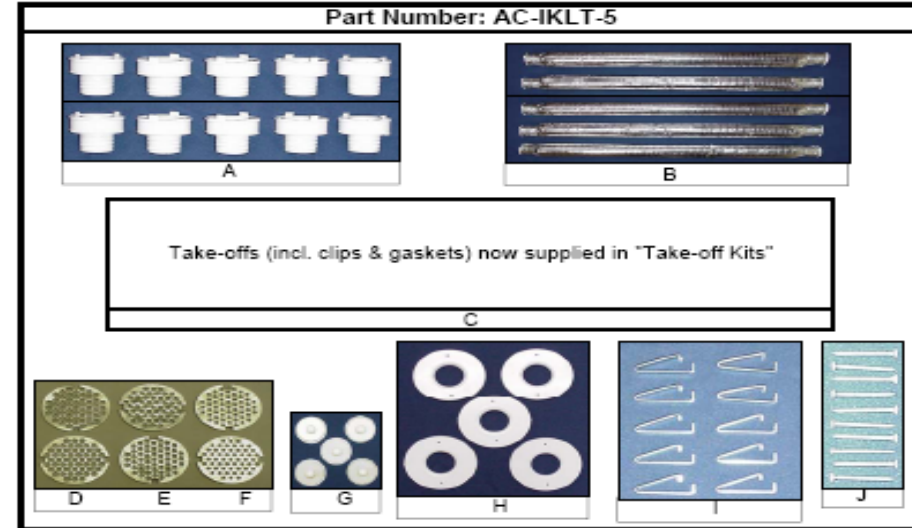 Part Number: AC-IKLT-5
A
B
Take-offs (incl. clips & gaskets) now supplied in "Take-off Kits"
C
D E F
G
H
I
J